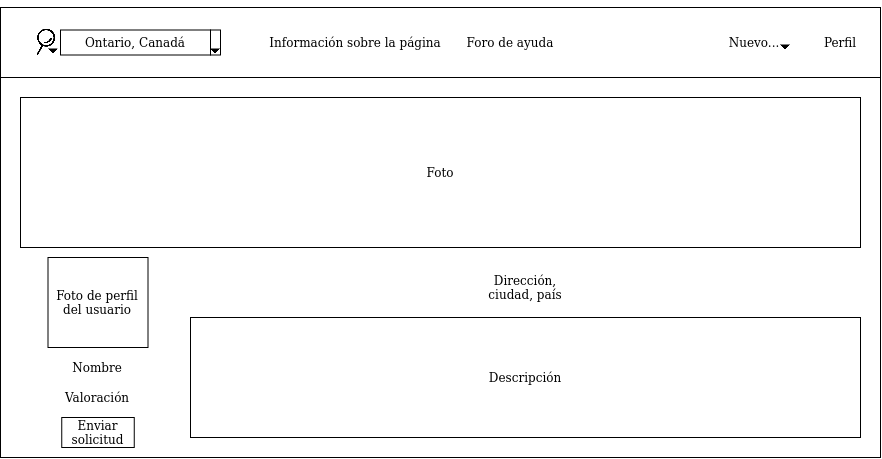 Ontario, Canadá
Información sobre la página
Foro de ayuda
Nuevo...
Perfil
Foto
Foto de perfil
del usuario
Nombre
Valoración
Enviar
solicitud
Dirección,
ciudad, país
Descripción